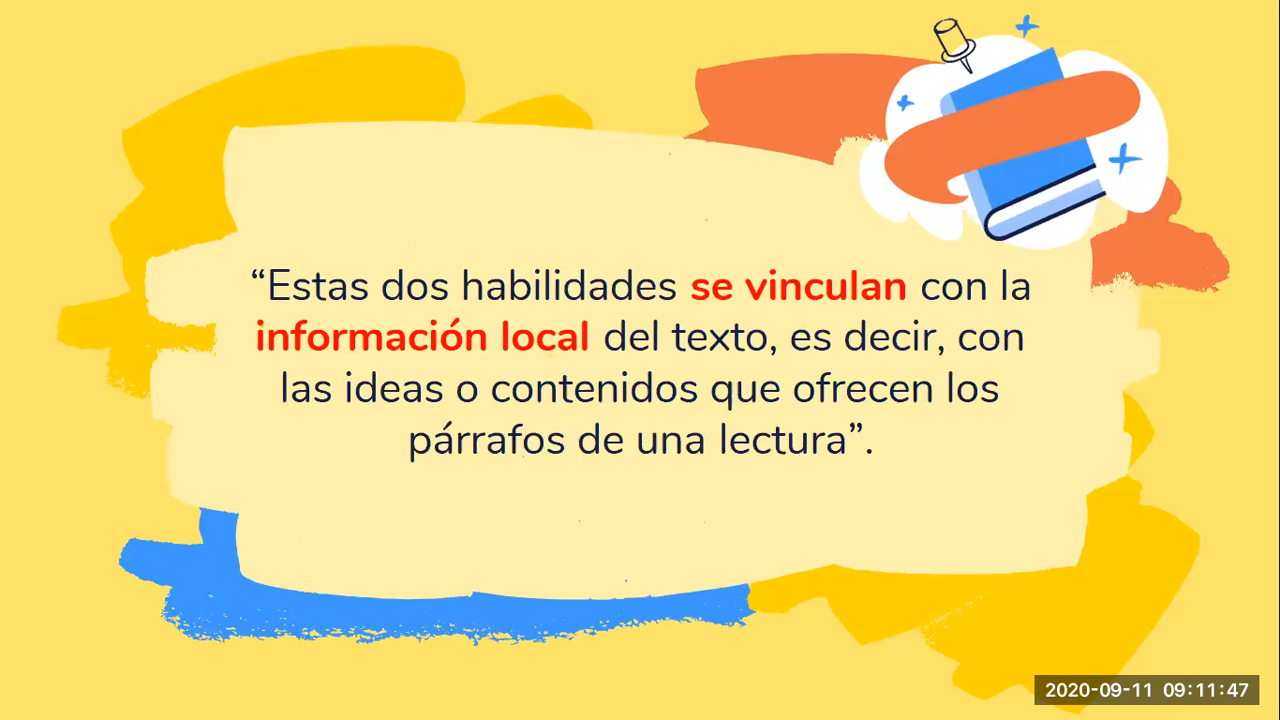 “Estas dos habilidades se vinculan con la
información local del texto, es decir, con
las ideas o contenidos que ofrecen los
párrafos de una lectura”.
2020-09-11 09:11:47